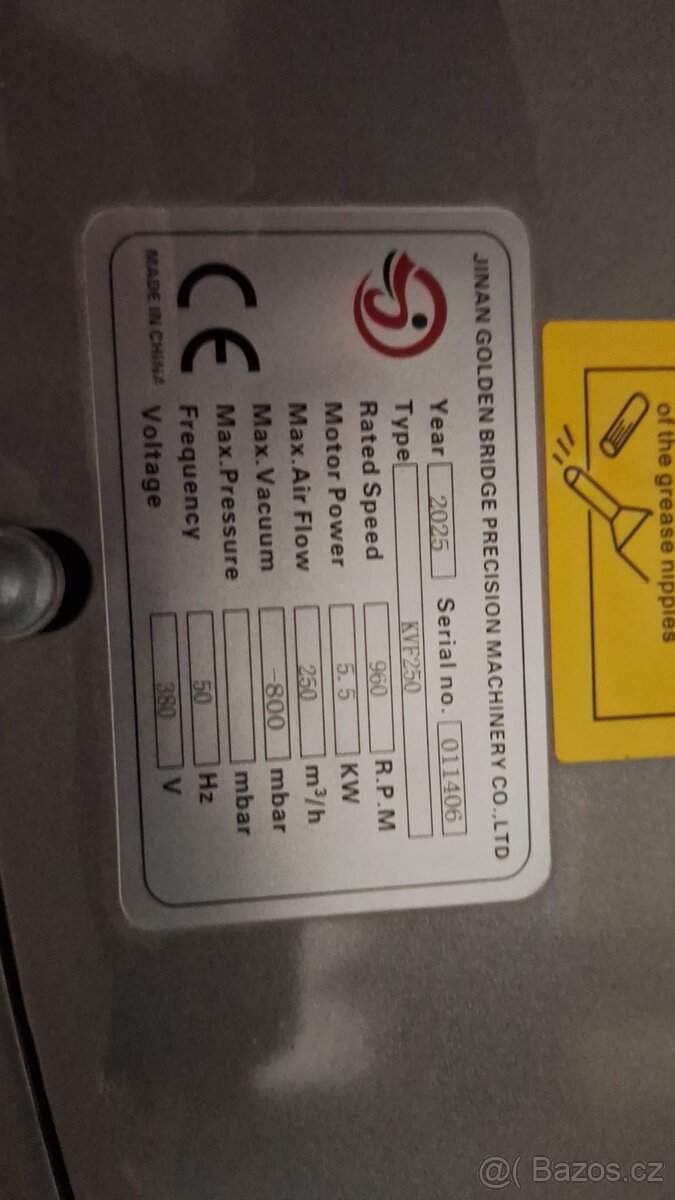 JINAN GOLDEN BRIDGE PRECISION MACHINERY CO.,LTD
Year 2025 Serial no. 011406
Type KVF250
Rated Speed 960 R.P.M
Motor Power 5.5 KW
Max.Air Flow 250 m³/h
Max.Vacuum -800 mbar
Max.Pressure mbar
Frequency 50 Hz
Voltage 380 V
CE
MADE IN CHINA
of the grease nipples
@( Bazos.cz